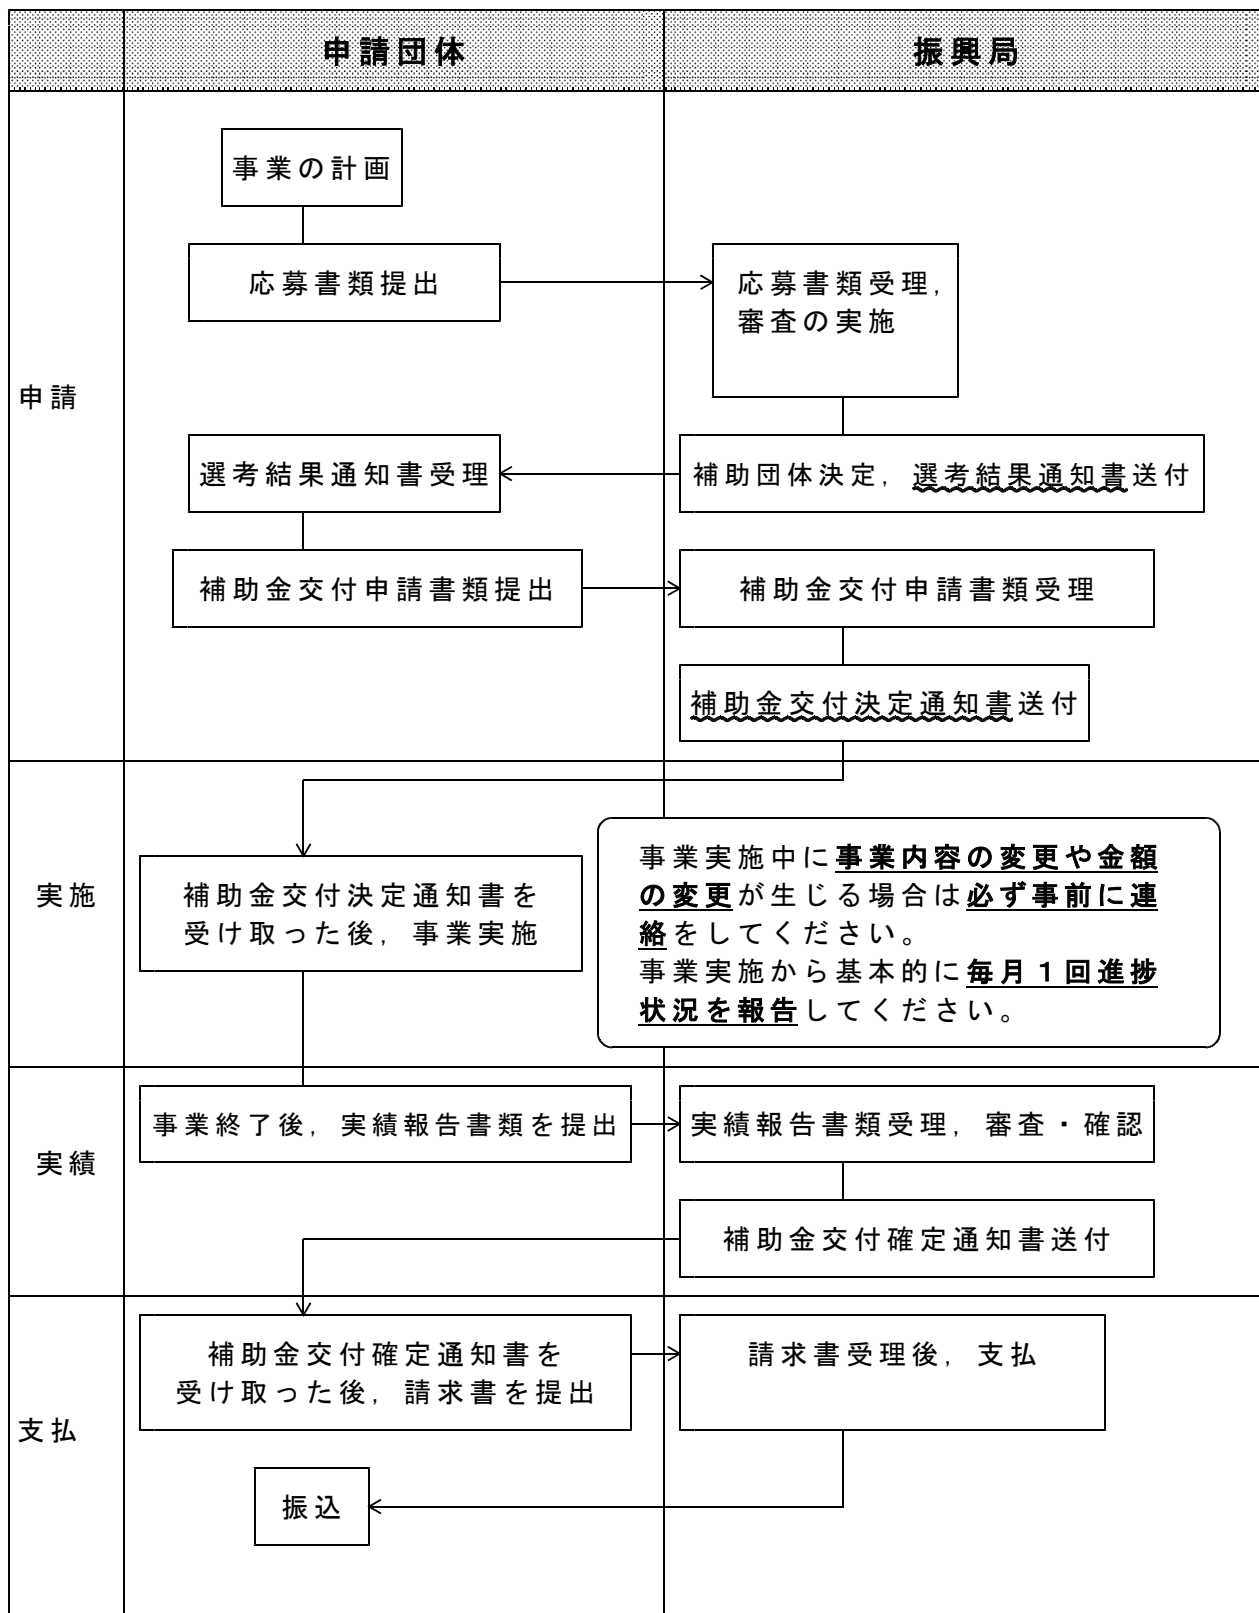 申請団体
振興局
申請
事業の計画
応募書類提出
応募書類受理，
審査の実施
選考結果通知書受理
補助団体決定，選考結果通知書送付
補助金交付申請書類提出
補助金交付申請書類受理
補助金交付決定通知書送付
実施
補助金交付決定通知書を
受け取った後，事業実施
事業実施中に事業内容の変更や金額
の変更が生じる場合は必ず事前に連
絡をしてください。
事業実施から基本的に毎月１回進捗
状況を報告してください。
実績
事業終了後，実績報告書類を提出
実績報告書類受理，審査・確認
補助金交付確定通知書送付
支払
補助金交付確定通知書を
受け取った後，請求書を提出
請求書受理後，支払
振込